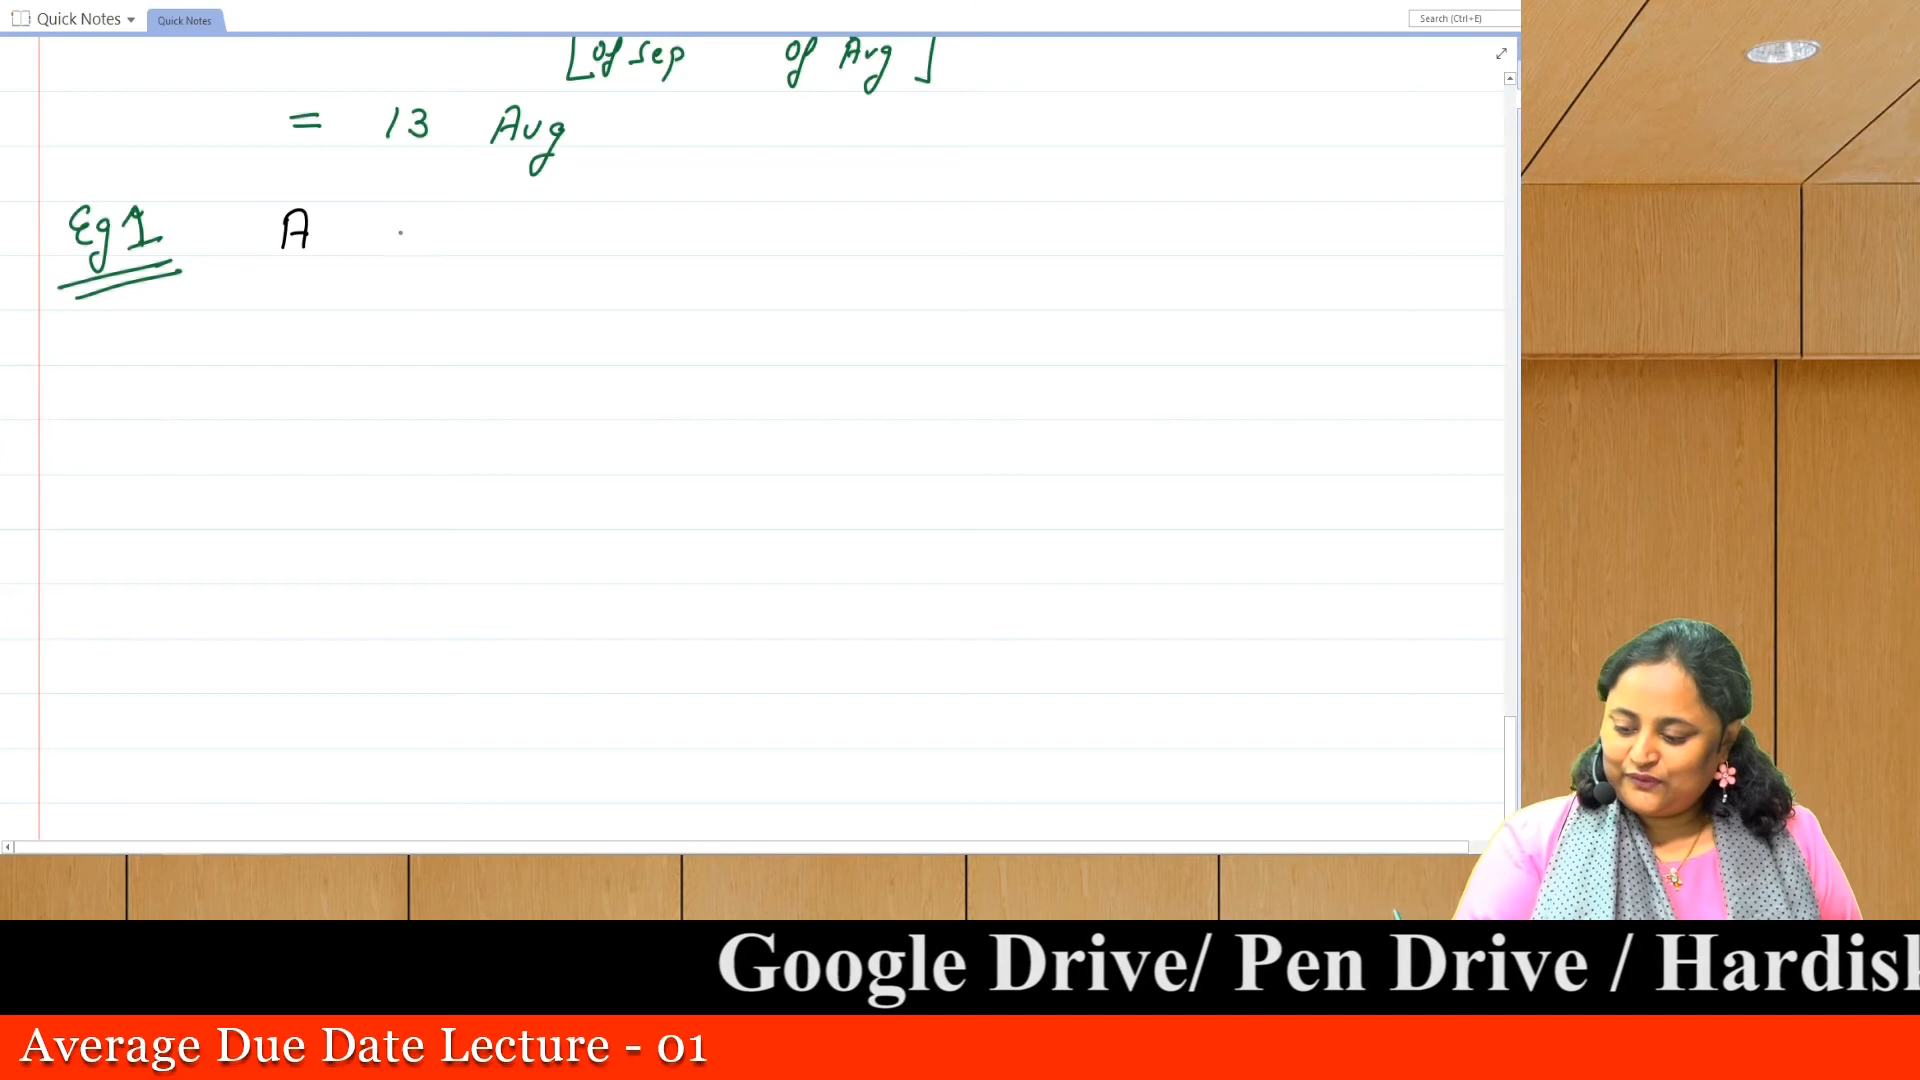 Quick Notes
Quick Notes
Search (Ctrl+E)
[of Sep of Aug]
= 13 Aug
Eg 1 A
Google Drive/ Pen Drive / Hardisk
Average Due Date Lecture - 01